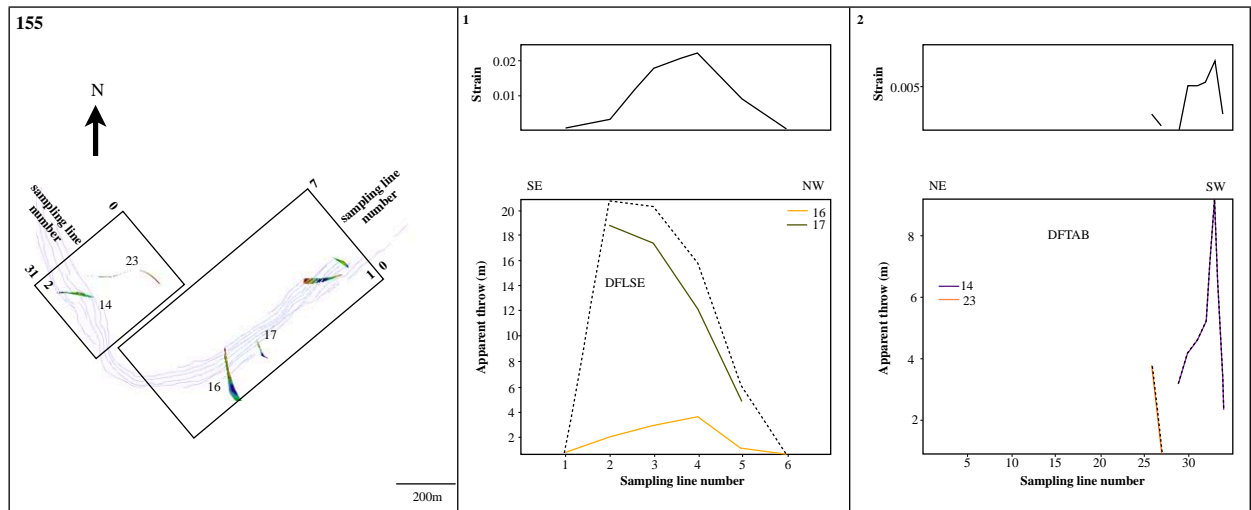 155
N
sampling line
number
0
31
2
23
14
7
sampling line
number
1
0
17
16
200m
1
Strain
0.02
0.01
SE
NW
Apparent throw (m)
20
18
16
14
12
10
8
6
4
2
16
17
DFLSE
1 2 3 4 5 6
Sampling line number
2
Strain
0.005
NE
SW
Apparent throw (m)
8
6
4
2
DFTAB
14
23
5 10 15 20 25 30
Sampling line number